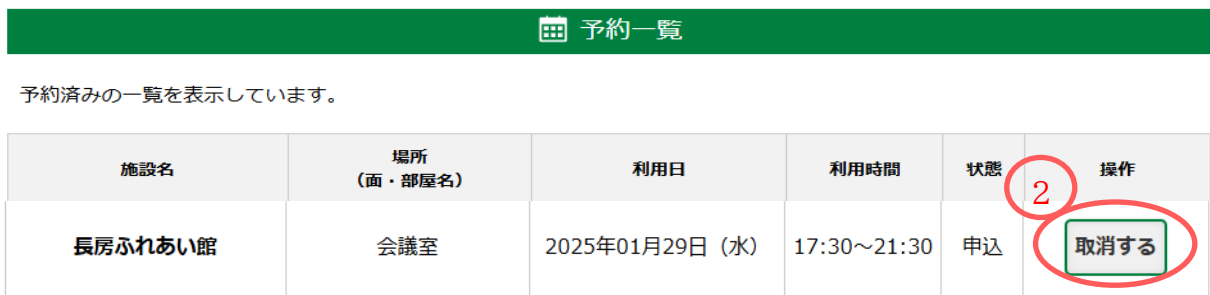 予約一覧
予約済みの一覧を表示しています。
施設名 場所 利用日 利用時間 状態 操作
（面・部屋名）
2
長房ふれあい館 会議室 2025年01月29日（水） 17:30～21:30 申込 取消する